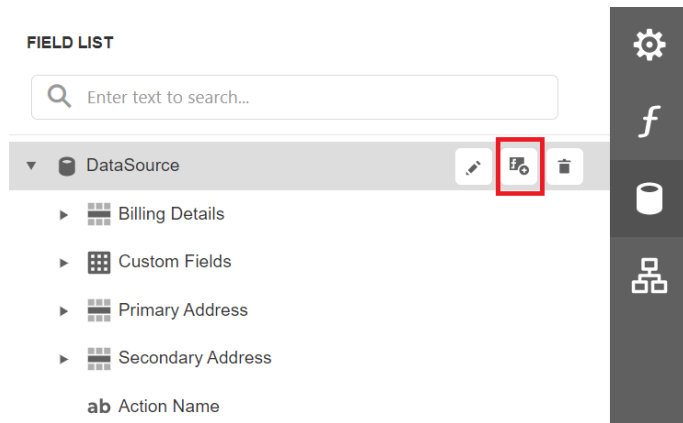 FIELD LIST
Enter text to search...
DataSource
Billing Details
Custom Fields
Primary Address
Secondary Address
ab Action Name